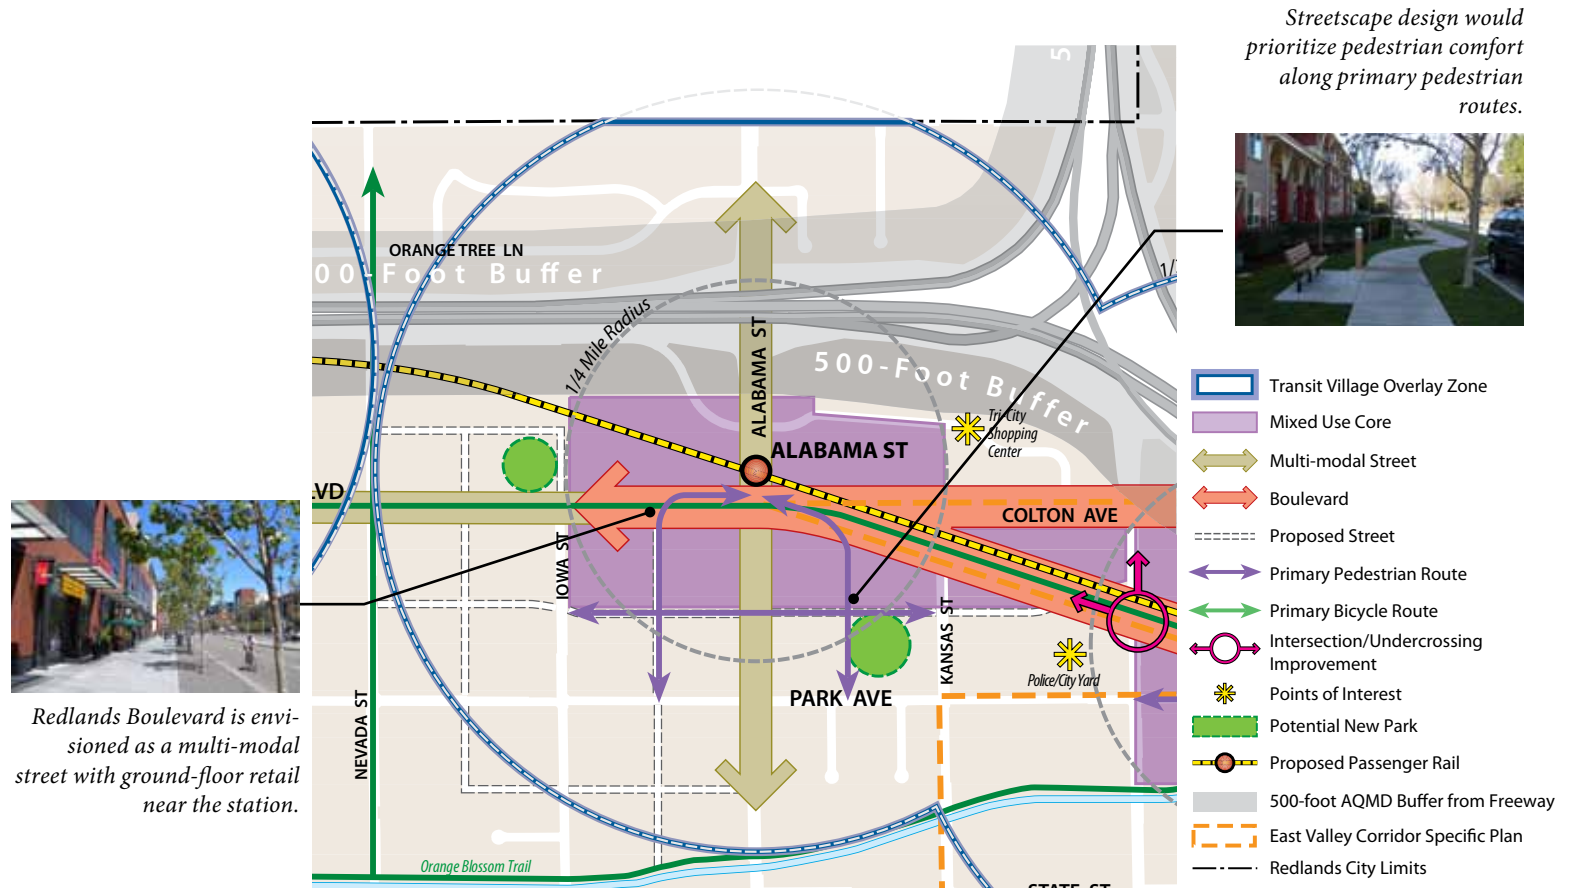 Streetscape design would
prioritize pedestrian comfort
along primary pedestrian
routes.
5
ORANGE TREE LN
00-Foot Buffer
1/4 Mile Radius
1/
ALABAMA ST
500-Foot Buffer
Tri-City
Shopping
Center
ALABAMA ST
LVD
COLTON AVE
IOWA ST
KANSAS ST
Police/City Yard
PARK AVE
NEVADA ST
Orange Blossom Trail
STATE ST
Redlands Boulevard is envi-
sioned as a multi-modal
street with ground-floor retail
near the station.
Transit Village Overlay Zone
Mixed Use Core
Multi-modal Street
Boulevard
Proposed Street
Primary Pedestrian Route
Primary Bicycle Route
Intersection/Undercrossing
Improvement
Points of Interest
Potential New Park
Proposed Passenger Rail
500-foot AQMD Buffer from Freeway
East Valley Corridor Specific Plan
Redlands City Limits